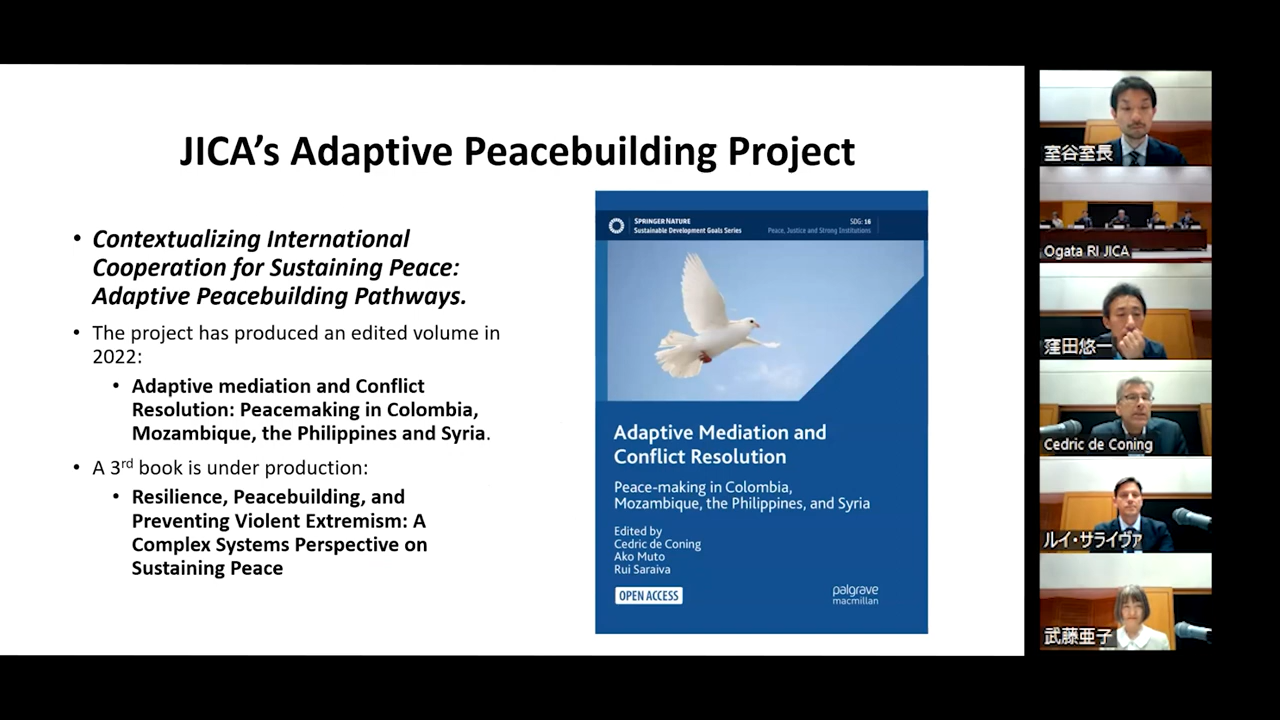 JICA’s Adaptive Peacebuilding Project
• Contextualizing International
Cooperation for Sustaining Peace:
Adaptive Peacebuilding Pathways.
• The project has produced an edited volume in
2022:
• Adaptive mediation and Conflict
Resolution: Peacemaking in Colombia,
Mozambique, the Philippines and Syria.
• A 3rd book is under production:
• Resilience, Peacebuilding, and
Preventing Violent Extremism: A
Complex Systems Perspective on
Sustaining Peace
SPRINGER NATURE
Sustainable Development Goals Series
SDG: 16
Peace, Justice and Strong Institutions
Adaptive Mediation and
Conflict Resolution
Peace-making in Colombia,
Mozambique, the Philippines, and Syria
Edited by
Cedric de Coning
Ako Muto
Rui Saraiva
OPEN ACCESS
palgrave
macmillan
室谷室長
Ogata RI JICA
窪田悠一
Cedric de Coning
ルイ・サライヴァ
武藤亜子